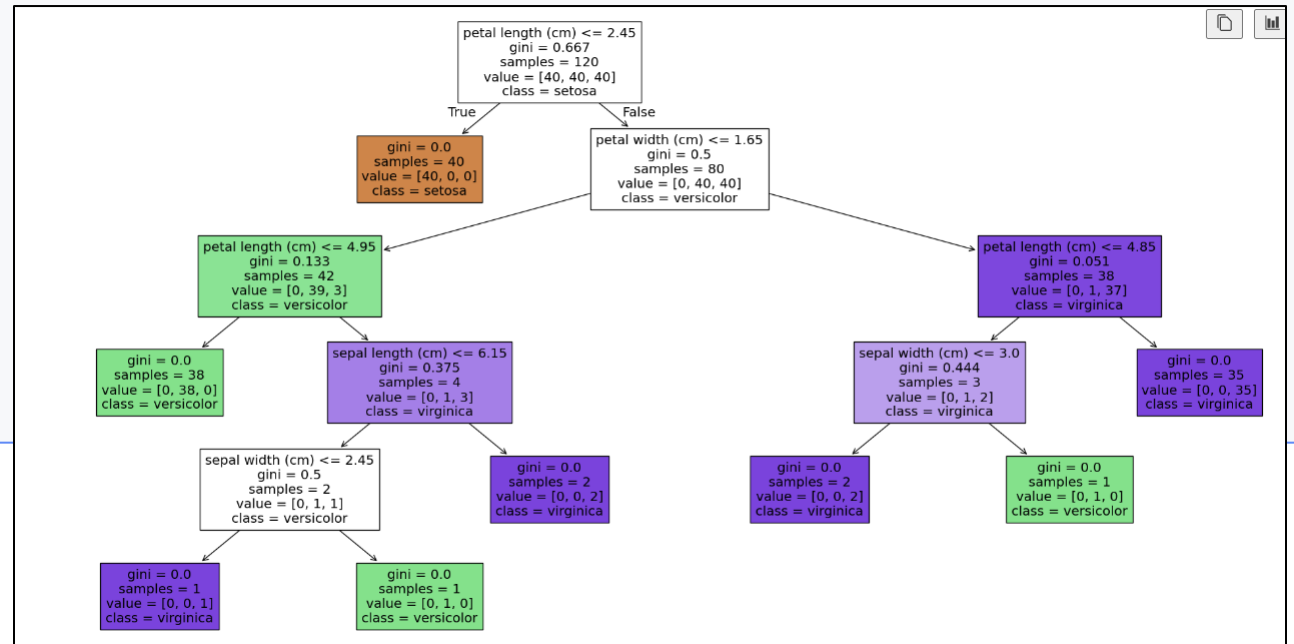 petal length (cm) <= 2.45
gini = 0.667
samples = 120
value = [40, 40, 40]
class = setosa
True
False
gini = 0.0
samples = 40
value = [40, 0, 0]
class = setosa
petal width (cm) <= 1.65
gini = 0.5
samples = 80
value = [0, 40, 40]
class = versicolor
petal length (cm) <= 4.95
gini = 0.133
samples = 42
value = [0, 39, 3]
class = versicolor
petal length (cm) <= 4.85
gini = 0.051
samples = 38
value = [0, 1, 37]
class = virginica
gini = 0.0
samples = 38
value = [0, 38, 0]
class = versicolor
sepal length (cm) <= 6.15
gini = 0.375
samples = 4
value = [0, 1, 3]
class = virginica
sepal width (cm) <= 3.0
gini = 0.444
samples = 3
value = [0, 1, 2]
class = virginica
gini = 0.0
samples = 35
value = [0, 0, 35]
class = virginica
sepal width (cm) <= 2.45
gini = 0.5
samples = 2
value = [0, 1, 1]
class = versicolor
gini = 0.0
samples = 2
value = [0, 0, 2]
class = virginica
gini = 0.0
samples = 2
value = [0, 0, 2]
class = virginica
gini = 0.0
samples = 1
value = [0, 1, 0]
class = versicolor
gini = 0.0
samples = 1
value = [0, 0, 1]
class = virginica
gini = 0.0
samples = 1
value = [0, 1, 0]
class = versicolor